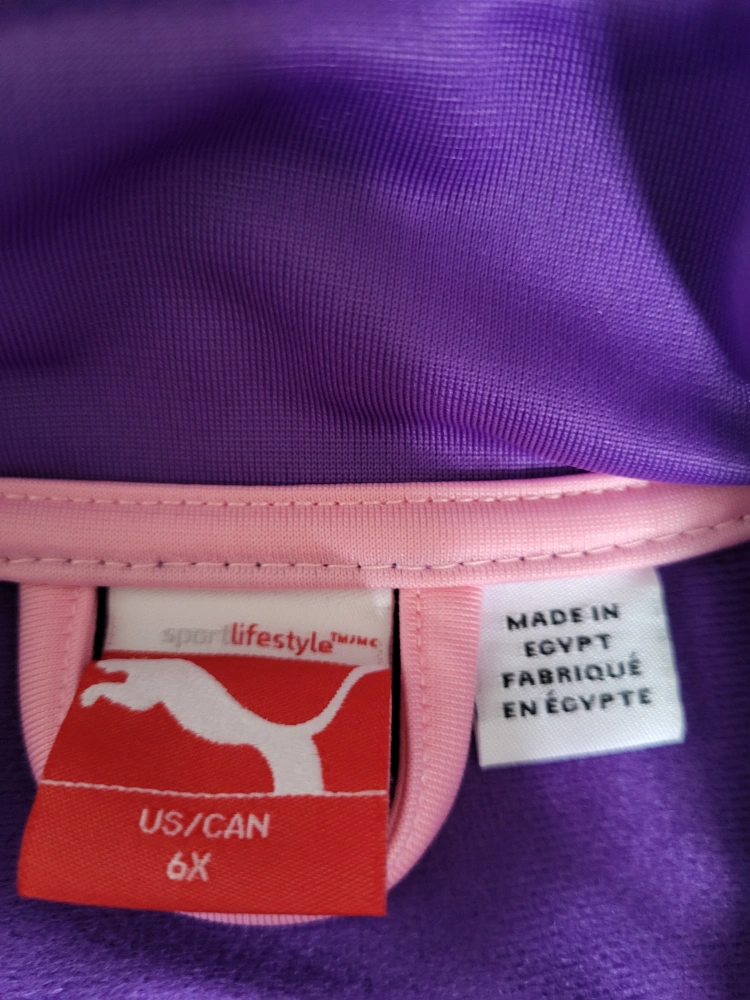 sportlifestyle™/MC
US/CAN
6X
MADE IN
EGYPT
FABRIQUÉ
EN ÉGYPTE